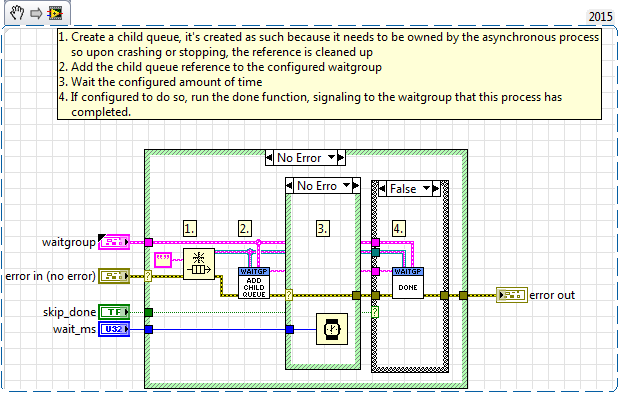 2015
1. Create a child queue, it's created as such because it needs to be owned by the asynchronous process
so upon crashing or stopping, the reference is cleaned up
2. Add the child queue reference to the configured waitgroup
3. Wait the configured amount of time
4. If configured to do so, run the done function, signaling to the waitgroup that this process has
completed.
No Error
No Erro
False
1.
2.
3.
4.
waitgroup
""
WAITGP
ADD
CHILD
QUEUE
WAITGP
DONE
error in (no error)
?
?
error out
skip_done
TF
?
wait_ms
U32